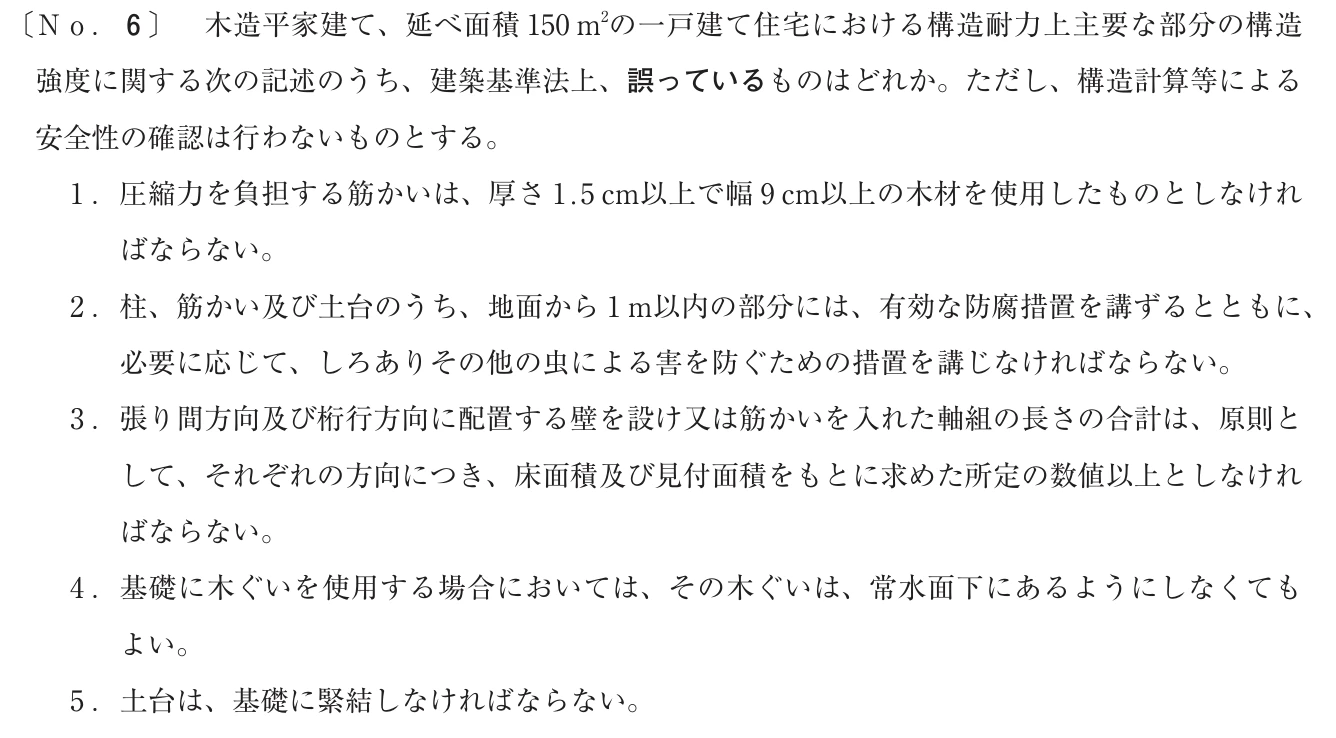 〔No. 6〕 木造平家建て、延べ面積 150 m²の一戸建て住宅における構造耐力上主要な部分の構造
強度に関する次の記述のうち、建築基準法上、誤っているものはどれか。ただし、構造計算等による
安全性の確認は行わないものとする。
1. 圧縮力を負担する筋かいは、厚さ 1.5 cm以上で幅 9 cm以上の木材を使用したものとしなけれ
ばならない。
2. 柱、筋かい及び土台のうち、地面から 1 m以内の部分には、有効な防腐措置を講ずるとともに、
必要に応じて、しろありその他の虫による害を防ぐための措置を講じなければならない。
3. 張り間方向及び桁行方向に配置する壁を設け又は筋かいを入れた軸組の長さの合計は、原則と
して、それぞれの方向につき、床面積及び見付面積をもとに求めた所定の数値以上としなけれ
ばならない。
4. 基礎に木ぐいを使用する場合においては、その木ぐいは、常水面下にあるようにしなくても
よい。
5. 土台は、基礎に緊結しなければならない。